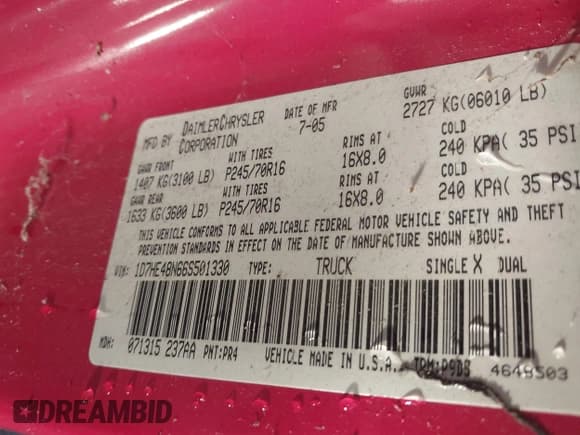 MFD BY DAIMLERCHRYSLER CORPORATION DATE OF MFR 7-05 GVWR 2727 KG(06010 LB)
GAWR FRONT WITH TIRES RIMS AT COLD
1407 KG(3100 LB) P245/70R16 16X8.0 240 KPA( 35 PSI
GAWR REAR WITH TIRES RIMS AT COLD
1633 KG(3600 LB) P245/70R16 16X8.0 240 KPA( 35 PSI
THIS VEHICLE CONFORMS TO ALL APPLICABLE FEDERAL MOTOR VEHICLE SAFETY AND THEFT
PREVENTION STANDARDS IN EFFECT ON THE DATE OF MANUFACTURE SHOWN ABOVE.
VIN: 1D7HE48N66S501330 TYPE: TRUCK SINGLE X DUAL
MDH: 071315 237AA PNT:PR4 VEHICLE MADE IN U.S.A. TRM:P9D5 4648503
DREAMBID